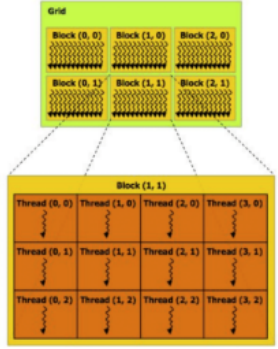 Grid
Block (0, 0) Block (1, 0) Block (2, 0)
Block (0, 1) Block (1, 1) Block (2, 1)
Block (1, 1)
Thread (0, 0) Thread (1, 0) Thread (2, 0) Thread (3, 0)
Thread (0, 1) Thread (1, 1) Thread (2, 1) Thread (3, 1)
Thread (0, 2) Thread (1, 2) Thread (2, 2) Thread (3, 2)